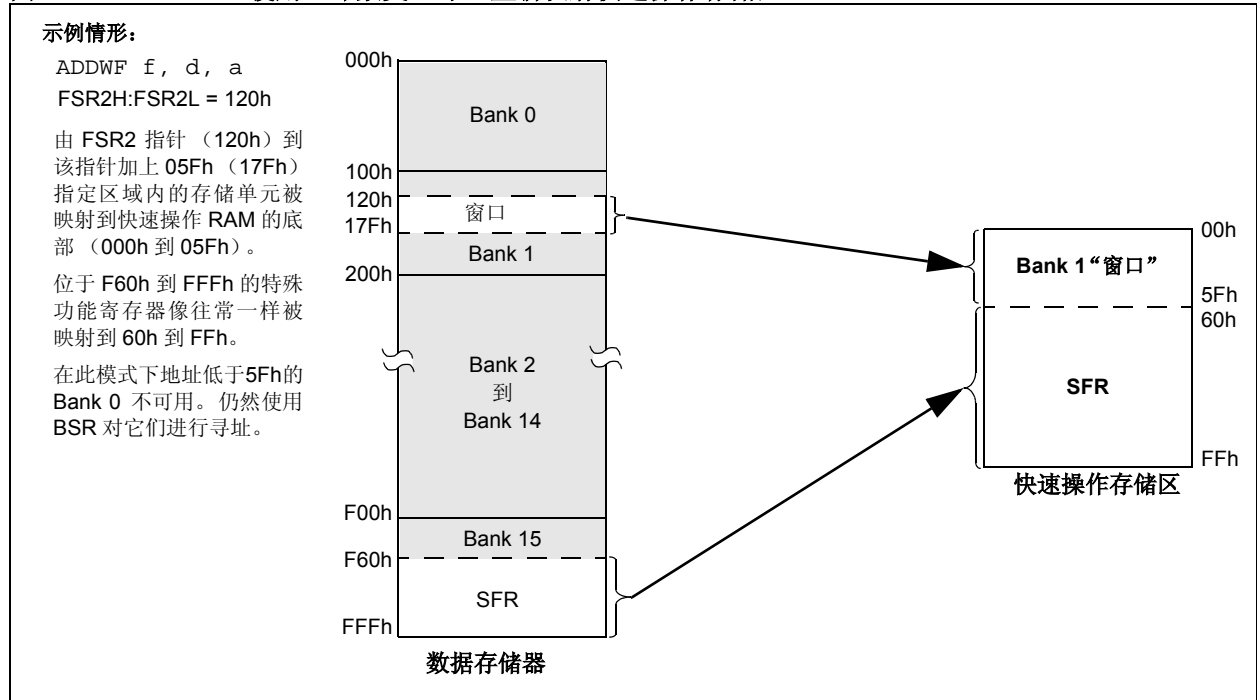 示例情形：
ADDWF f, d, a
FSR2H:FSR2L = 120h
由 FSR2 指针 （120h）到
该指针加上 05Fh （17Fh）
指定区域内的存储单元被
映射到快速操作 RAM 的底
部 （000h 到 05Fh）。
位于 F60h 到 FFFh 的特殊
功能寄存器像往常一样被
映射到 60h 到 FFh。
在此模式下地址低于5Fh的
Bank 0 不可用。仍然使用
BSR 对它们进行寻址。
000h
Bank 0
100h
120h
窗口
17Fh
Bank 1
200h
Bank 2
到
Bank 14
F00h
Bank 15
F60h
SFR
FFFh
数据存储器
00h
Bank 1“窗口”
5Fh
60h
SFR
FFh
快速操作存储区